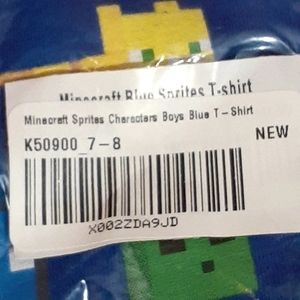 Minecraft Blue Sprites T-shirt
Minecraft Sprites Characters Boys Blue T-Shirt
K50900_7-8
NEW
X002ZDA9JD